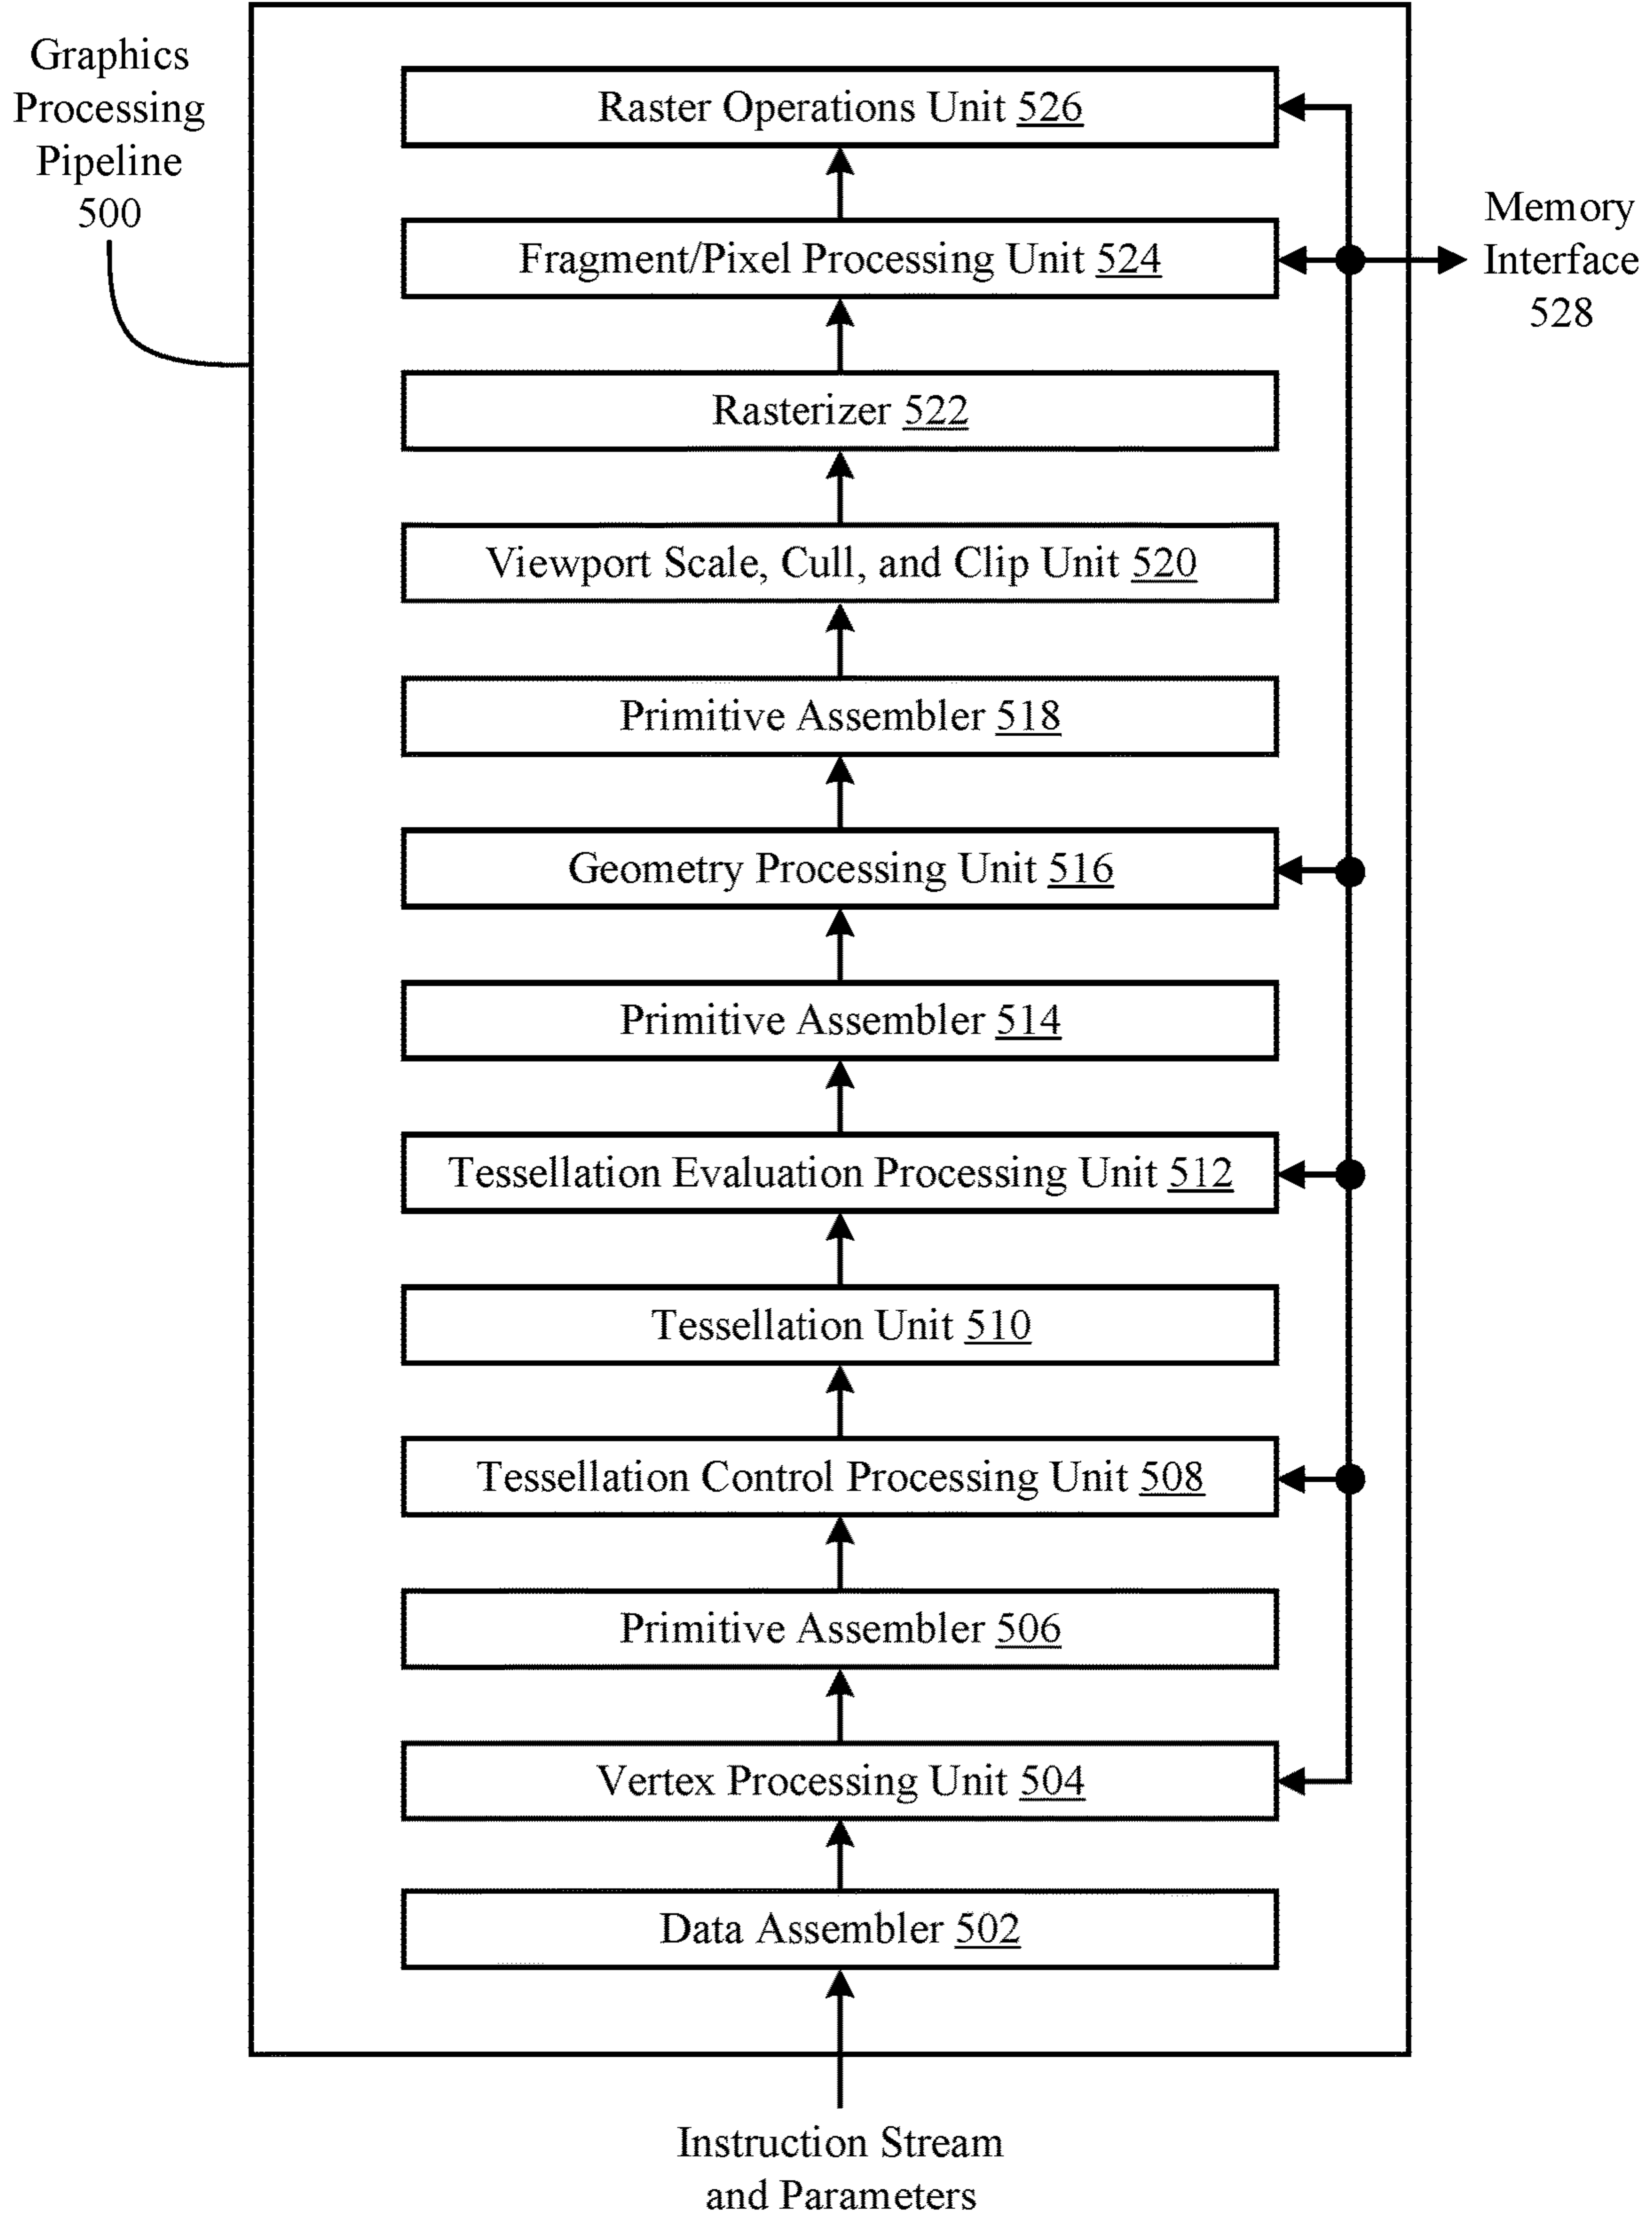 Graphics
Processing
Pipeline
500
Raster Operations Unit 526
Fragment/Pixel Processing Unit 524
Memory
Interface
528
Rasterizer 522
Viewport Scale, Cull, and Clip Unit 520
Primitive Assembler 518
Geometry Processing Unit 516
Primitive Assembler 514
Tessellation Evaluation Processing Unit 512
Tessellation Unit 510
Tessellation Control Processing Unit 508
Primitive Assembler 506
Vertex Processing Unit 504
Data Assembler 502
Instruction Stream
and Parameters